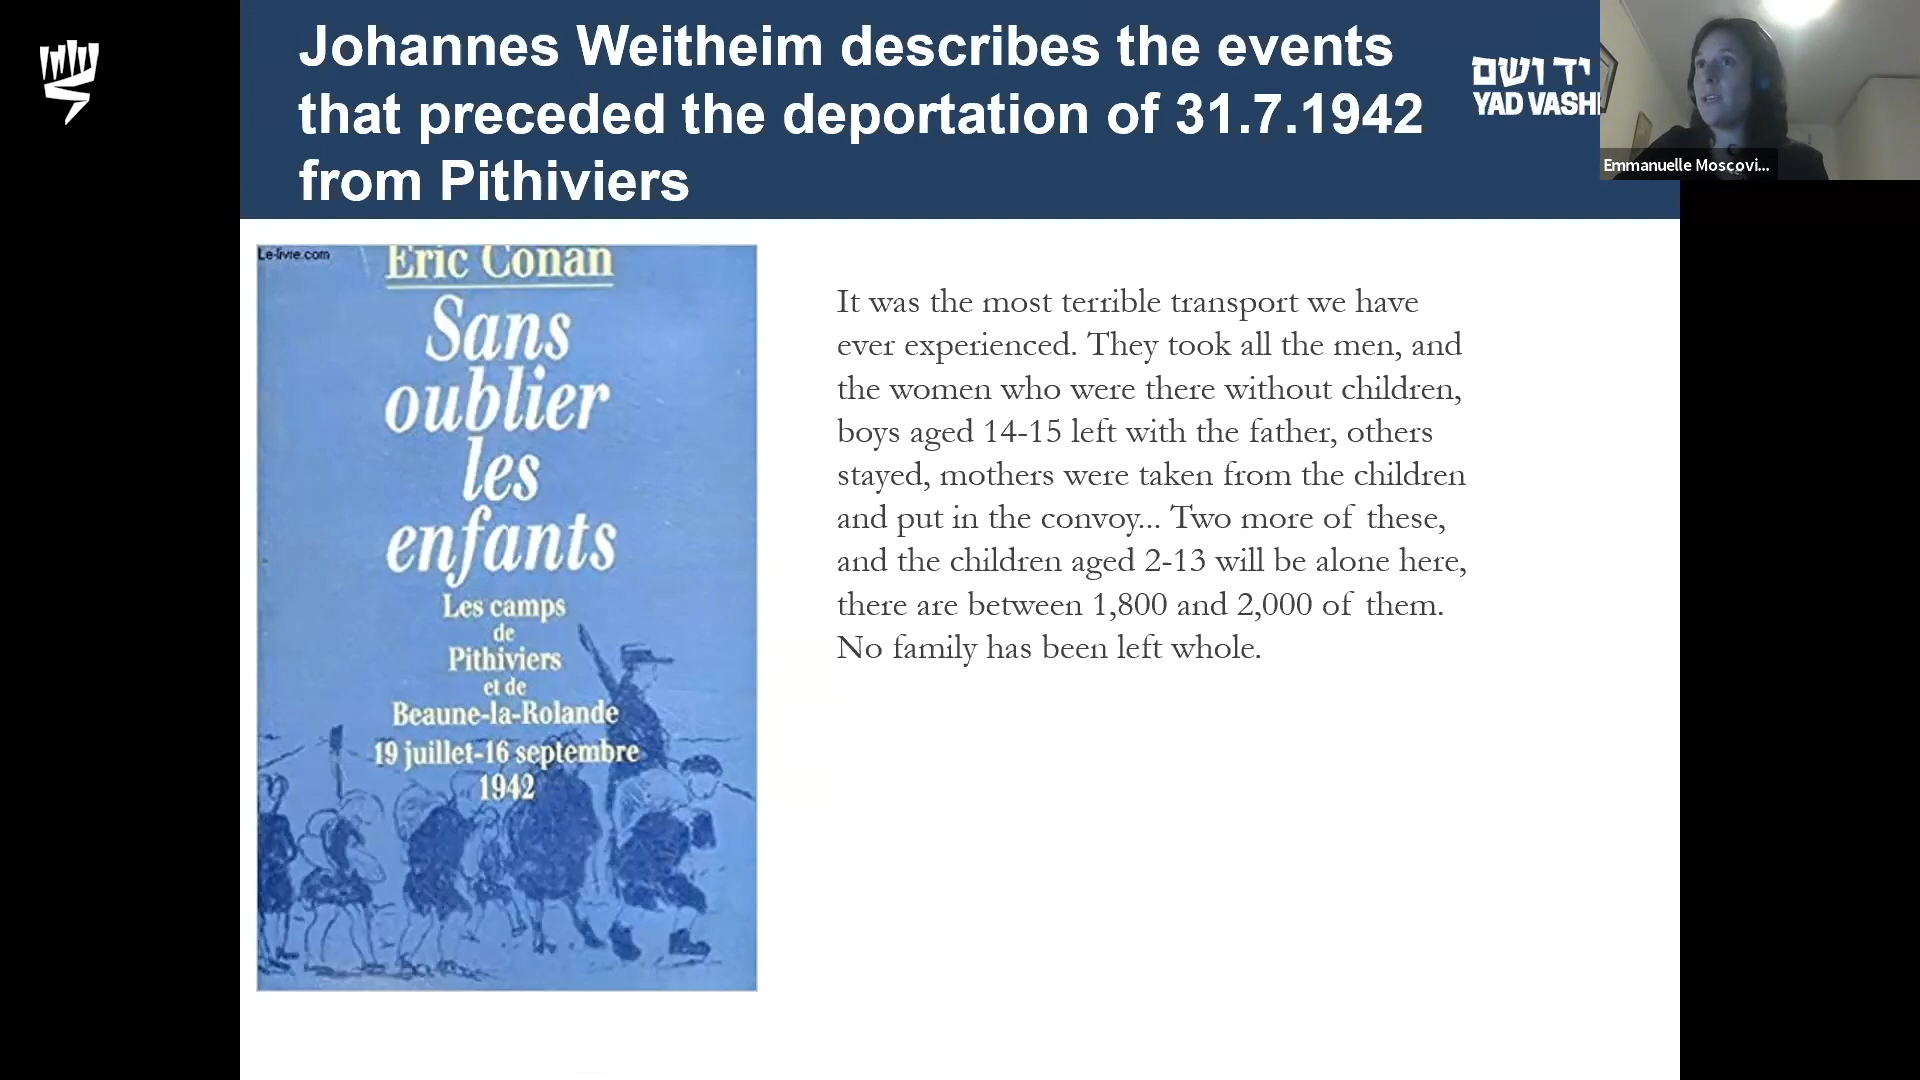 Johannes Weitheim describes the events
that preceded the deportation of 31.7.1942
from Pithiviers
יד ושם
YAD VASH
Emmanuelle Moscovi...
Le-livre.com
Eric Conan
Sans
oublier
les
enfants
Les camps
de
Pithiviers
et de
Beaune-la-Rolande
19 juillet-16 septembre
1942
It was the most terrible transport we have
ever experienced. They took all the men, and
the women who were there without children,
boys aged 14-15 left with the father, others
stayed, mothers were taken from the children
and put in the convoy... Two more of these,
and the children aged 2-13 will be alone here,
there are between 1,800 and 2,000 of them.
No family has been left whole.